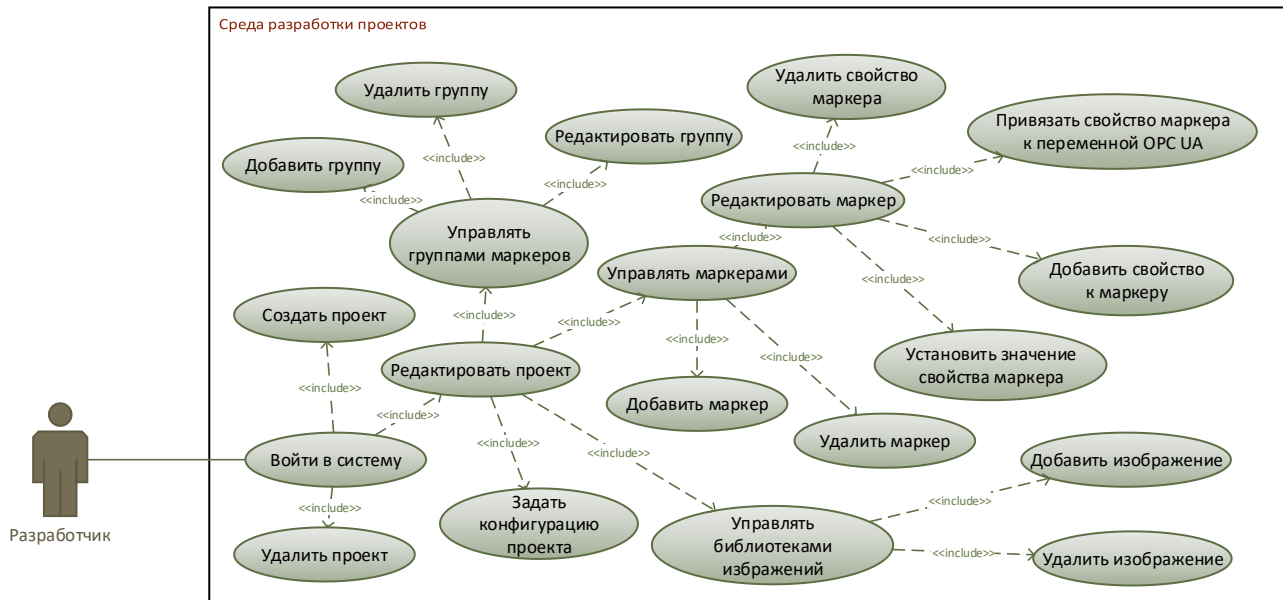 Среда разработки проектов
Удалить свойство
маркера
Удалить группу
Привязать свойство маркера
к переменной OPC UA
Редактировать группу
<<include>>
<<include>>
<<include>>
Добавить группу
<<include>>
<<include>>
<<include>>
Редактировать маркер
Управлять
группами маркеров
<<include>>
<<include>>
Управлять маркерами
Добавить свойство
к маркеру
<<include>>
Создать проект
<<include>>
<<include>>
<<include>>
<<include>>
Установить значение
свойства маркера
Редактировать проект
<<include>>
<<include>>
Добавить маркер
<<include>>
<<include>>
<<include>>
Удалить маркер
Войти в систему
Добавить изображение
<<include>>
<<include>>
Задать
конфигурацию
проекта
Управлять
библиотеками
избражений
Разработчик
Удалить проект
<<include>>
Удалить изображение